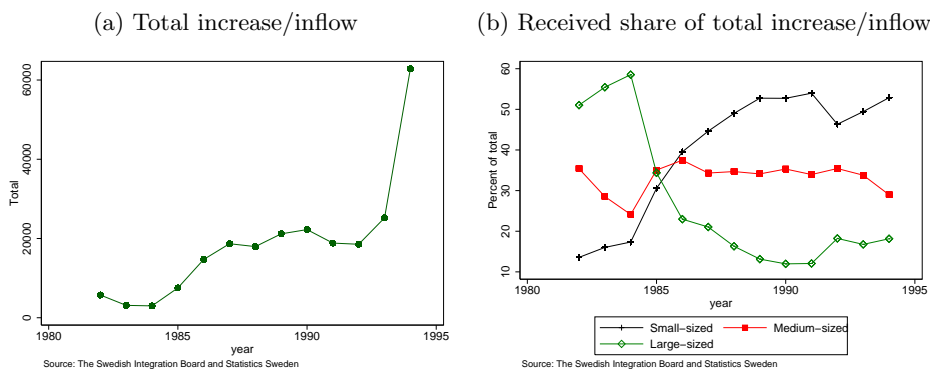 (a) Total increase/inflow
Total
0
20000
40000
60000
1980
1985
1990
1995
year
Source: The Swedish Integration Board and Statistics Sweden
(b) Received share of total increase/inflow
Percent of total
10
20
30
40
50
60
1980
1985
1990
1995
year
Small−sized
Medium−sized
Large−sized
Source: The Swedish Integration Board and Statistics Sweden